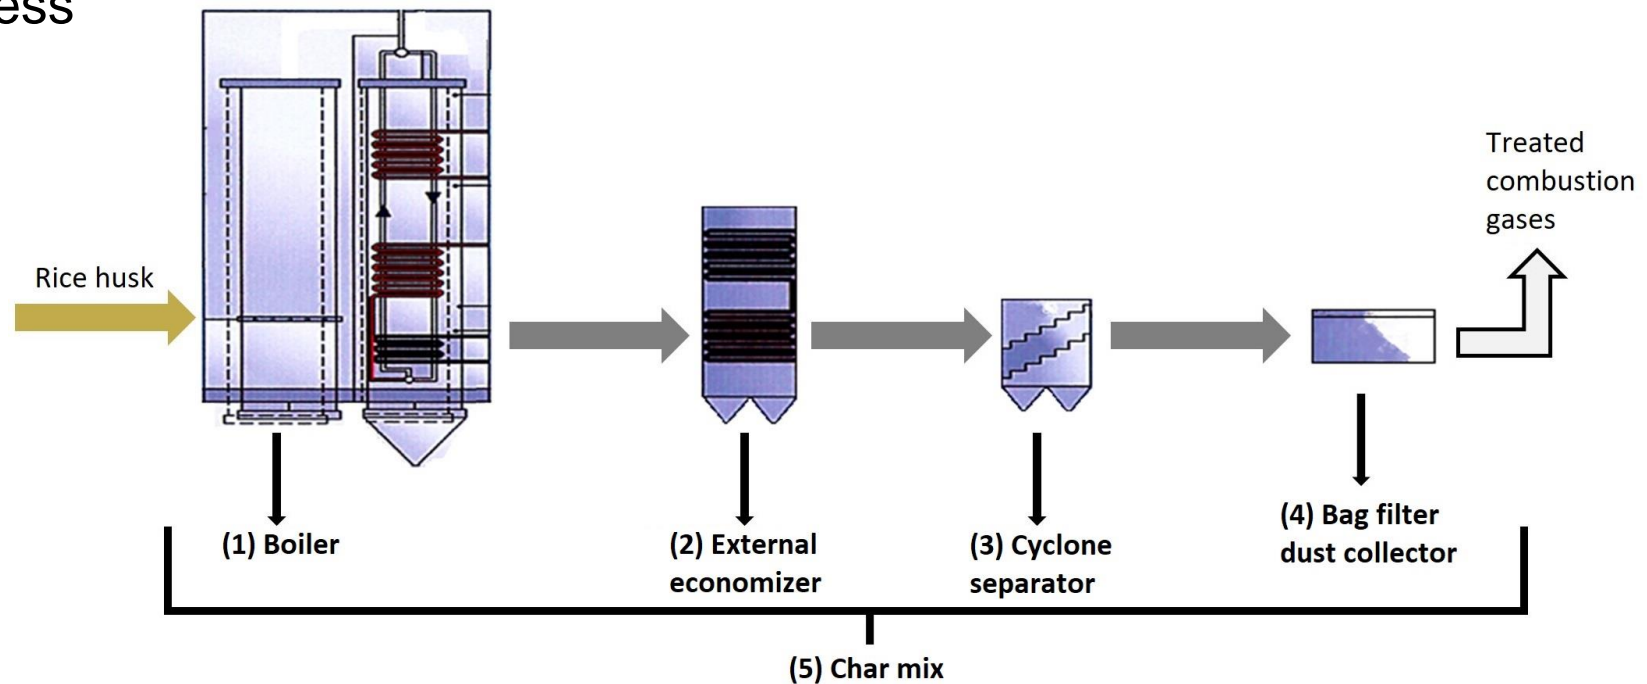 Rice husk
Treated
combustion
gases
(1) Boiler
(2) External
economizer
(3) Cyclone
separator
(4) Bag filter
dust collector
(5) Char mix